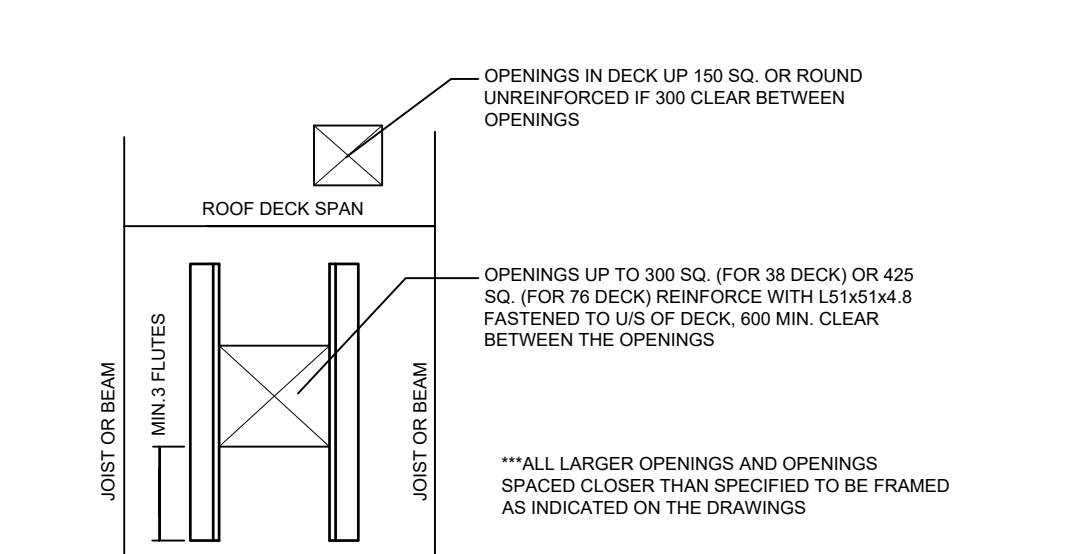 OPENINGS IN DECK UP 150 SQ. OR ROUND
UNREINFORCED IF 300 CLEAR BETWEEN
OPENINGS
ROOF DECK SPAN
OPENINGS UP TO 300 SQ. (FOR 38 DECK) OR 425
SQ. (FOR 76 DECK) REINFORCE WITH L51x51x4.8
FASTENED TO U/S OF DECK, 600 MIN. CLEAR
BETWEEN THE OPENINGS
JOIST OR BEAM
MIN.3 FLUTES
JOIST OR BEAM
***ALL LARGER OPENINGS AND OPENINGS
SPACED CLOSER THAN SPECIFIED TO BE FRAMED
AS INDICATED ON THE DRAWINGS